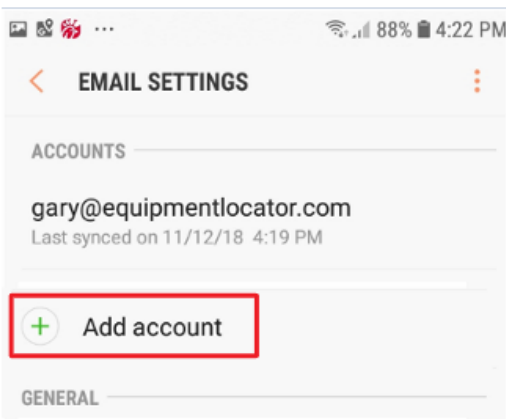 88% 4:22 PM
EMAIL SETTINGS
ACCOUNTS
gary@equipmentlocator.com
Last synced on 11/12/18 4:19 PM
Add account
GENERAL